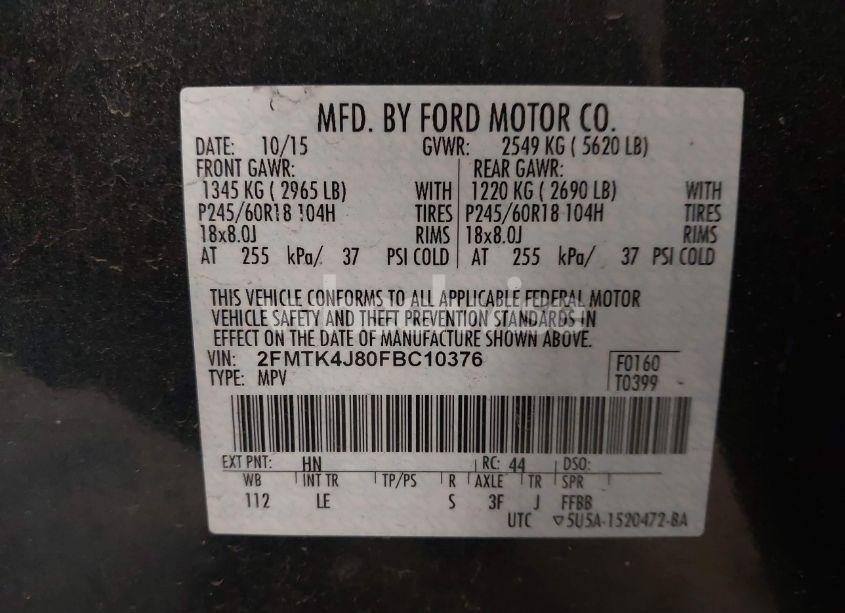 MFD. BY FORD MOTOR CO.
DATE: 10/15 GVWR: 2549 KG ( 5620 LB)
FRONT GAWR: REAR GAWR:
1345 KG ( 2965 LB) WITH 1220 KG ( 2690 LB) WITH
P245/60R18 104H TIRES P245/60R18 104H TIRES
18x8.0J RIMS 18x8.0J RIMS
AT 255 kPa/ 37 PSI COLD AT 255 kPa/ 37 PSI COLD
THIS VEHICLE CONFORMS TO ALL APPLICABLE FEDERAL MOTOR
VEHICLE SAFETY AND THEFT PREVENTION STANDARDS IN
EFFECT ON THE DATE OF MANUFACTURE SHOWN ABOVE.
VIN: 2FMTK4J80FBC10376 F0160
TYPE: MPV T0399
EXT PNT: HN RC: 44 DSO:
WB INT TR TP/PS R AXLE TR SPR
112 LE S 3F J FFBB
UTC ▽5U5A-1520472-BA